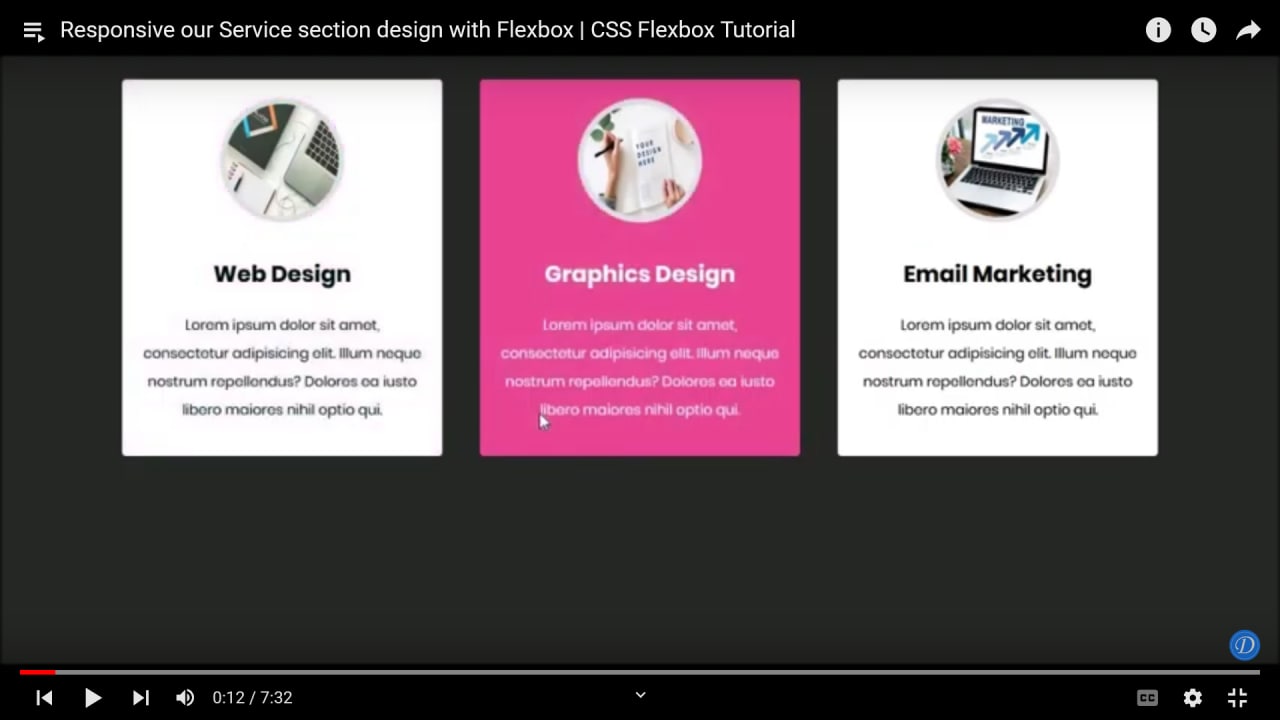 Responsive our Service section design with Flexbox | CSS Flexbox Tutorial
YOUR
DESIGN
HERE
MARKETING
Web Design
Lorem ipsum dolor sit amet,
consectetur adipisicing elit. Illum neque
nostrum repellendus? Dolores ea iusto
libero maiores nihil optio qui.
Graphics Design
Lorem ipsum dolor sit amet,
consectetur adipisicing elit. Illum neque
nostrum repellendus? Dolores ea iusto
libero maiores nihil optio qui.
Email Marketing
Lorem ipsum dolor sit amet,
consectetur adipisicing elit. Illum neque
nostrum repellendus? Dolores ea iusto
libero maiores nihil optio qui.
D
0:12 / 7:32
CC